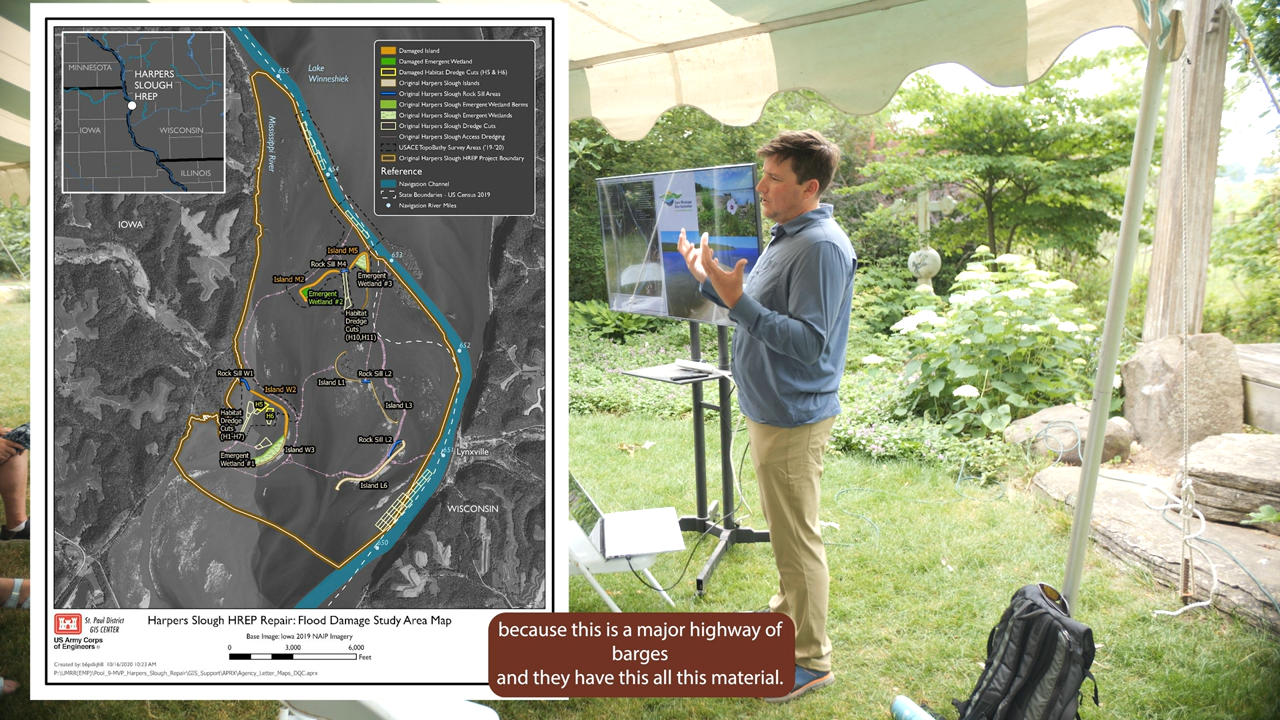 MINNESOTA
HARPERS
SLOUGH
HREP
IOWA
WISCONSIN
ILLINOIS
Lake
Winneshiek
Mississippi River
Damaged Island
Damaged Emergent Wetland
Damaged Habitat Dredge Cuts (H5 & H6)
Original Harpers Slough Islands
Original Harpers Slough Rock Sill Areas
Original Harpers Slough Emergent Wetland Berms
Original Harpers Slough Emergent Wetlands
Original Harpers Slough Dredge Cuts
Original Harpers Slough Access Dredging
USACE TopoBathy Survey Areas ('19-'20)
Original Harpers Slough HREP Project Boundary
Reference
Navigation Channel
State Boundaries - US Census 2019
Navigation River Miles
655
IOWA
653
Island M5
Rock Sill M4
Island M2
Emergent
Wetland #3
Emergent
Wetland #2
Habitat
Dredge
Cuts
(H10,H11)
652
Rock Sill W1
Rock Sill L2
Island L1
Island W2
H5
H6
Island L3
Habitat
Dredge
Cuts
(H1-H7)
Rock Sill L2
Island W3
Emergent
Wetland #1
Lynxville
Island L6
WISCONSIN
650
St. Paul District
GIS CENTER
US Army Corps
of Engineers®
Harpers Slough HREP Repair: Flood Damage Study Area Map
Base Image: Iowa 2019 NAIP Imagery
0 3,000 6,000
Feet
because this is a major highway of
barges
and they have this all this material.